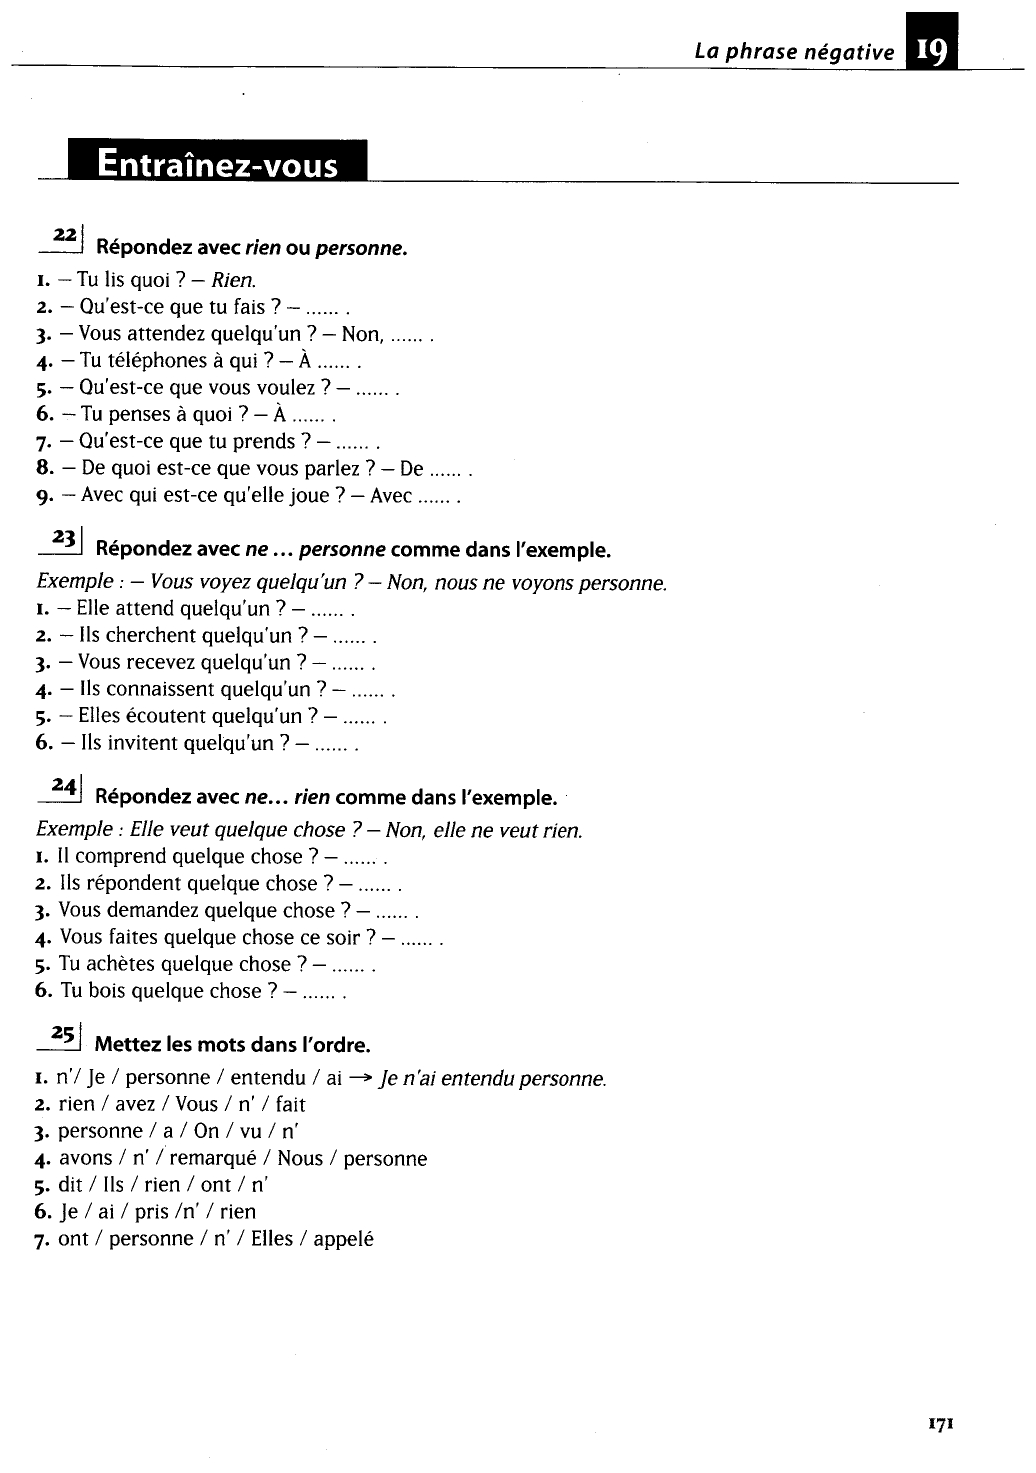 La phrase négative 19
Entraînez-vous
22 Répondez avec rien ou personne.
1. – Tu lis quoi ? – Rien.
2. – Qu'est-ce que tu fais ? – ...... .
3. – Vous attendez quelqu'un ? – Non, ...... .
4. – Tu téléphones à qui ? – À ...... .
5. – Qu'est-ce que vous voulez ? – ...... .
6. – Tu penses à quoi ? – À ...... .
7. – Qu'est-ce que tu prends ? – ...... .
8. – De quoi est-ce que vous parlez ? – De ...... .
9. – Avec qui est-ce qu'elle joue ? – Avec ...... .
23 Répondez avec ne ... personne comme dans l'exemple.
Exemple : – Vous voyez quelqu'un ? – Non, nous ne voyons personne.
1. – Elle attend quelqu'un ? – ...... .
2. – Ils cherchent quelqu'un ? – ...... .
3. – Vous recevez quelqu'un ? – ...... .
4. – Ils connaissent quelqu'un ? – ...... .
5. – Elles écoutent quelqu'un ? – ...... .
6. – Ils invitent quelqu'un ? – ...... .
24 Répondez avec ne... rien comme dans l'exemple.
Exemple : Elle veut quelque chose ? – Non, elle ne veut rien.
1. Il comprend quelque chose ? – ...... .
2. Ils répondent quelque chose ? – ...... .
3. Vous demandez quelque chose ? – ...... .
4. Vous faites quelque chose ce soir ? – ...... .
5. Tu achètes quelque chose ? – ...... .
6. Tu bois quelque chose ? – ...... .
25 Mettez les mots dans l'ordre.
1. n'/ Je / personne / entendu / ai → Je n'ai entendu personne.
2. rien / avez / Vous / n' / fait
3. personne / a / On / vu / n'
4. avons / n' / remarqué / Nous / personne
5. dit / Ils / rien / ont / n'
6. Je / ai / pris /n' / rien
7. ont / personne / n' / Elles / appelé
171